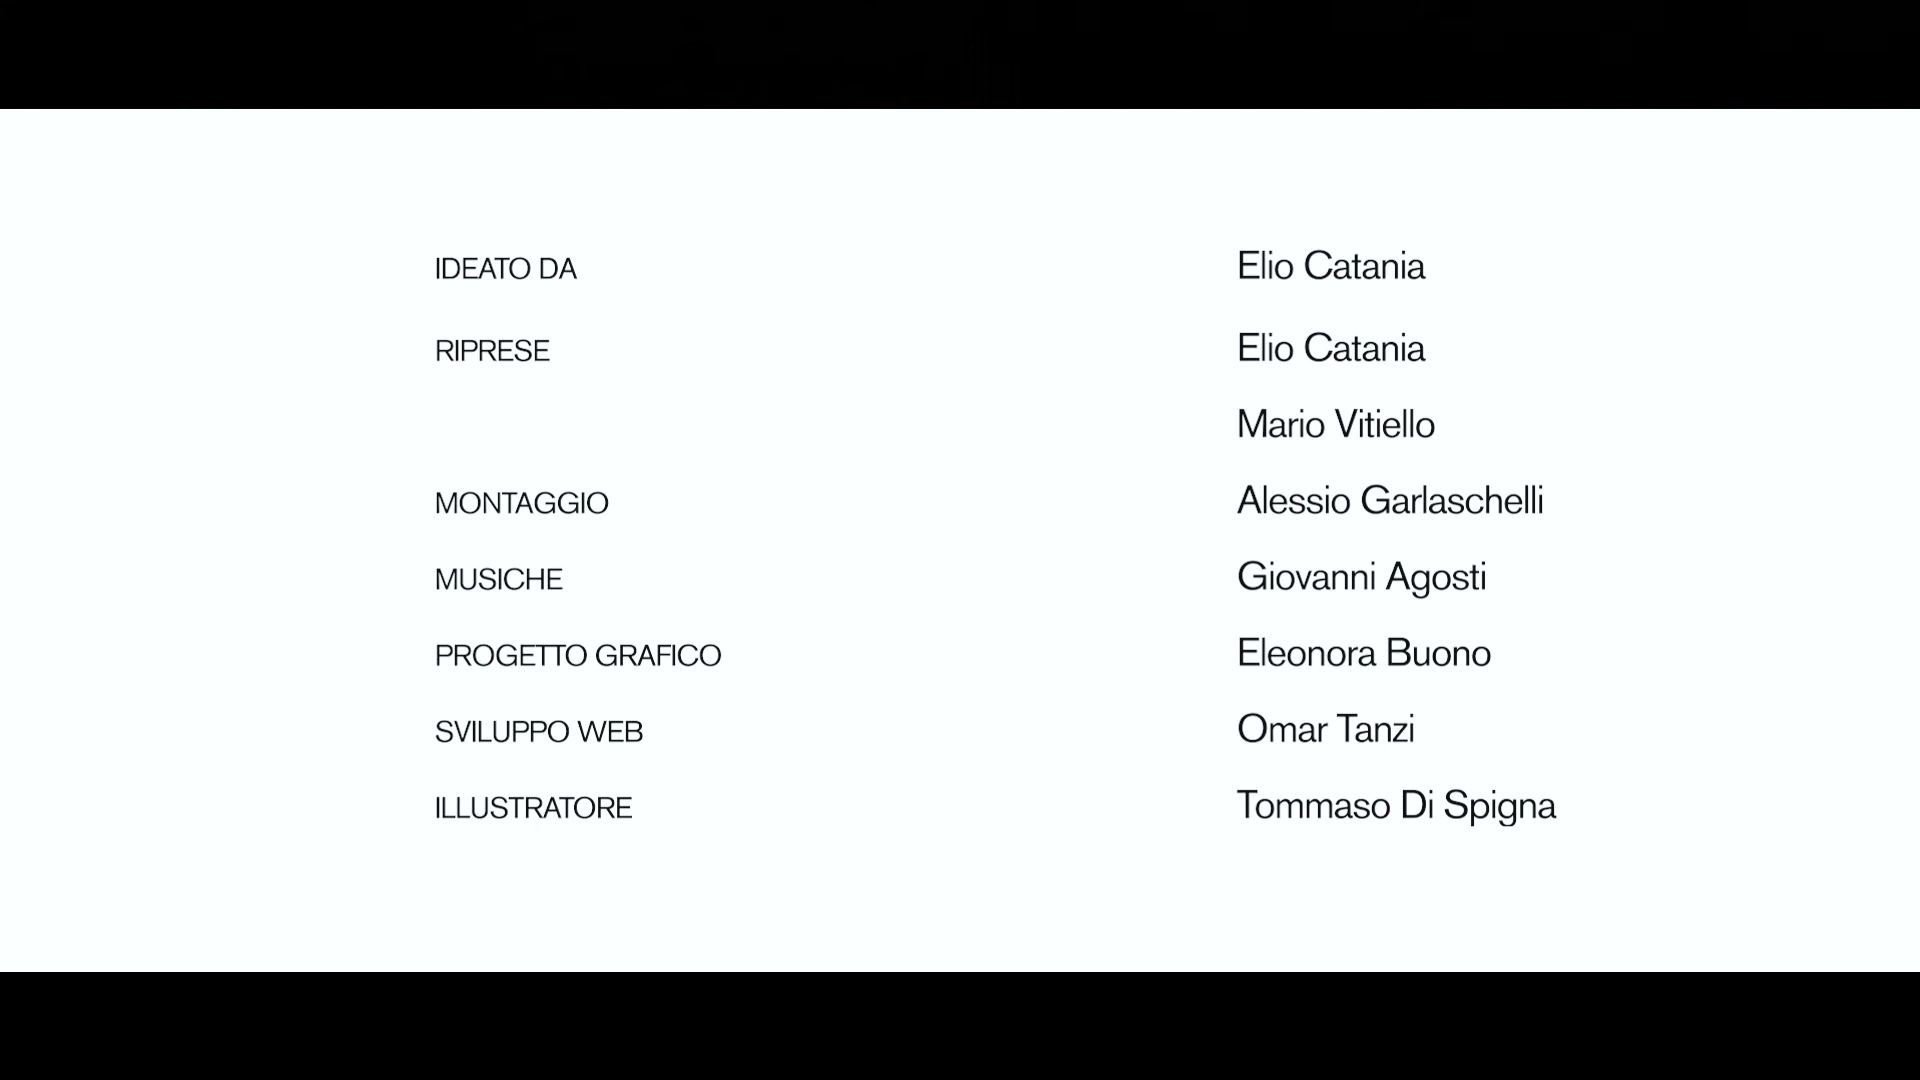 IDEATO DA Elio Catania
RIPRESE Elio Catania
Mario Vitiello
MONTAGGIO Alessio Garlaschelli
MUSICHE Giovanni Agosti
PROGETTO GRAFICO Eleonora Buono
SVILUPPO WEB Omar Tanzi
ILLUSTRATORE Tommaso Di Spigna